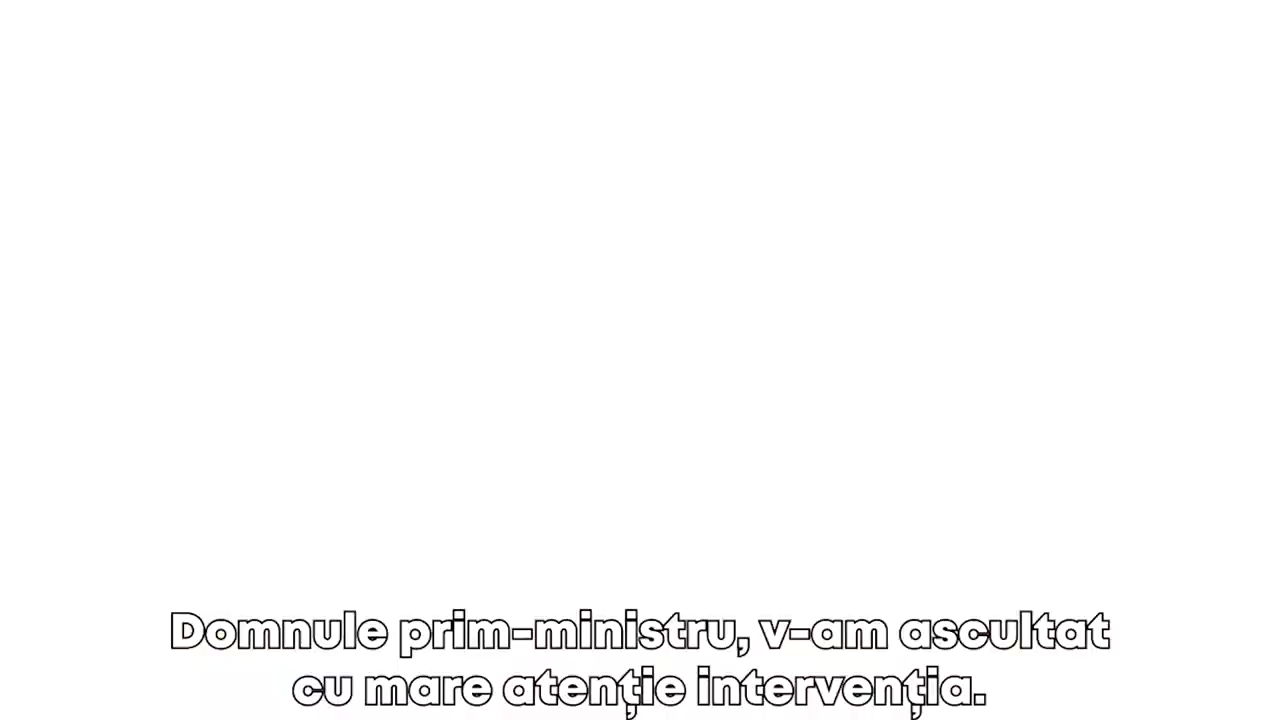 Domnule prim-ministru, v-am ascultat
cu mare atenție intervenția.